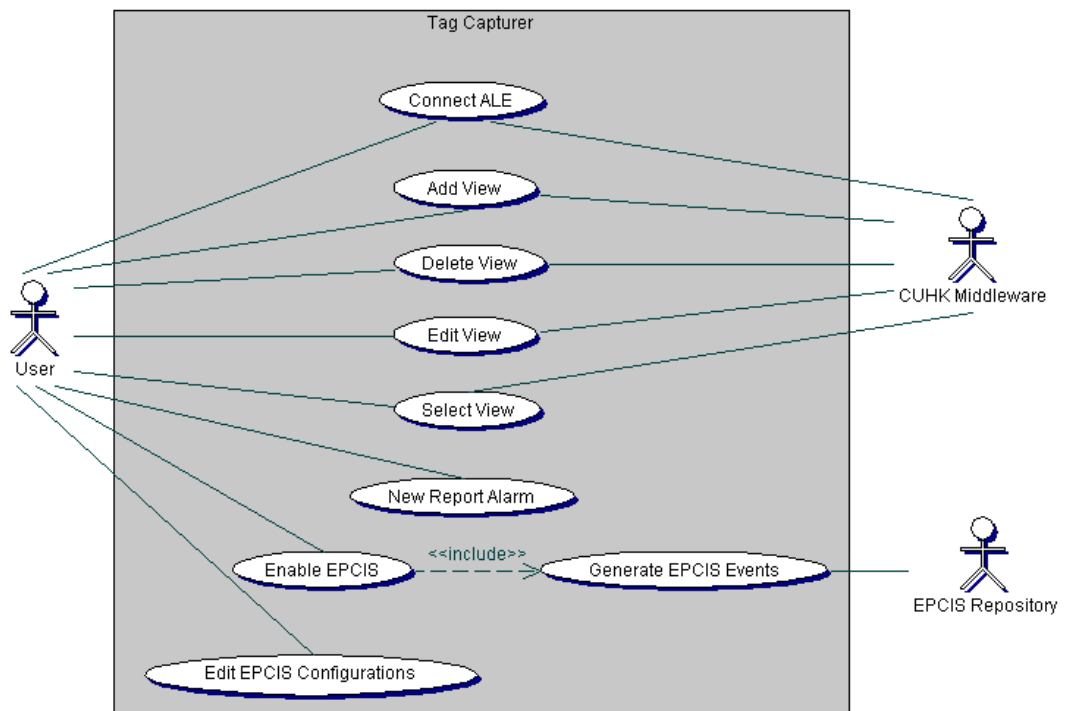 Tag Capturer
Connect ALE
Add View
Delete View
CUHK Middleware
Edit View
User
Select View
New Report Alarm
<<include>>
Enable EPCIS
Generate EPCIS Events
EPCIS Repository
Edit EPCIS Configurations